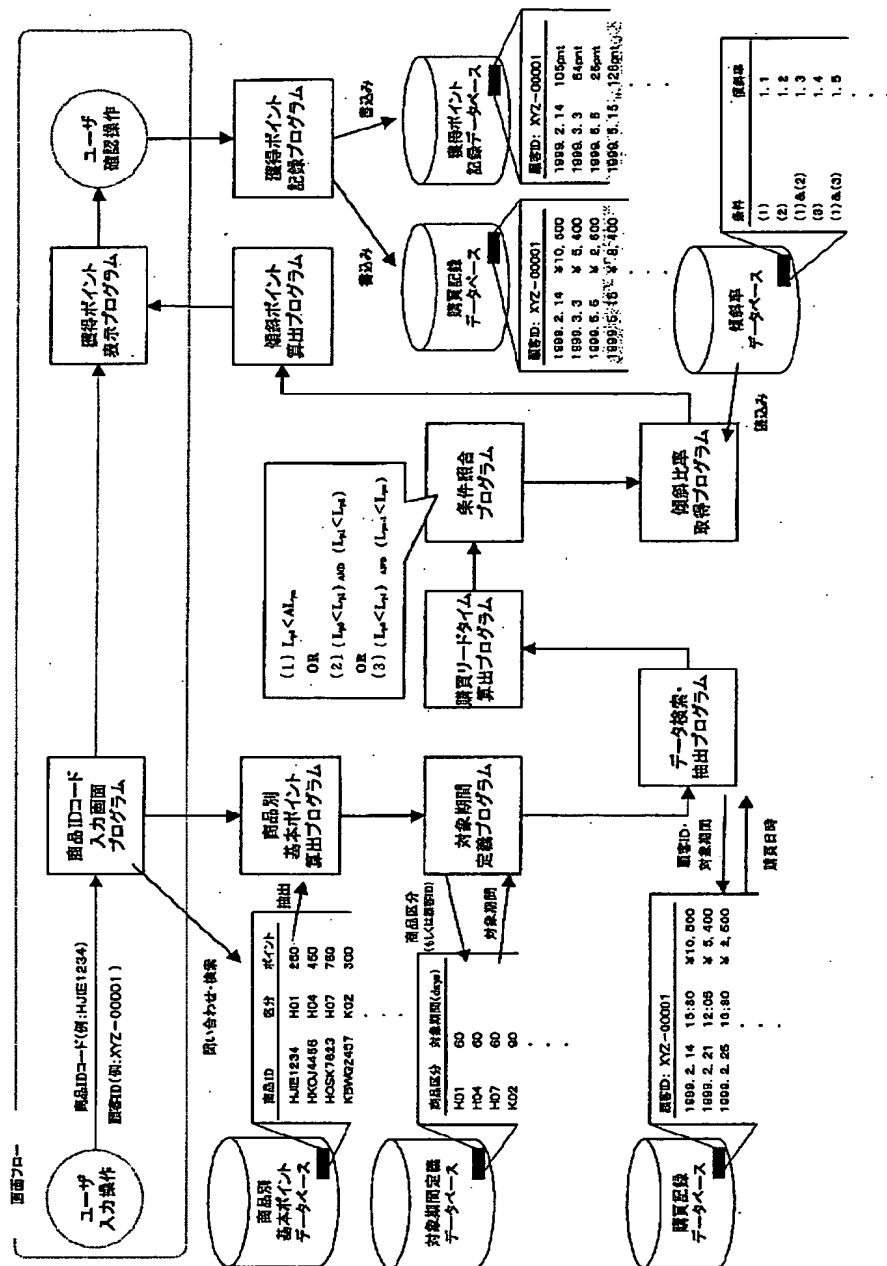 画面フロー
ユーザ
入力操作
商品IDコード(例:HJIE1234)
顧客ID(例:XYZ-00001)
商品IDコード
入力画面
プログラム
獲得ポイント
表示プログラム
ユーザ
確認操作
問い合わせ・検索
商品別
基本ポイント
データベース
商品ID 区分 ポイント
HJIE1234 H01 250
HKOJ4456 H04 450
HOSK7823 H07 750
KBWG2457 K02 300
抽出
商品別
基本ポイント
算出プログラム
対象期間定義
データベース
商品区分 対象期間(days)
H01 60
H04 60
H07 60
K02 90
商品区分
(もしくは顧客ID)
対象期間
対象期間
定義プログラム
購買記録
データベース
顧客ID: XYZ-00001
1999. 2. 14 15:30 ¥10, 500
1999. 2. 21 12:05 ¥ 5, 400
1999. 2. 25 16:30 ¥ 2, 500
顧客ID・
対象期間
購買日時
データ検索・
抽出プログラム
購買リードタイム
算出プログラム
条件照合
プログラム
OR
OR
傾斜比率
取得プログラム
読込み
傾斜率
データベース
条件 傾斜率
(1) 1. 1
(2) 1. 2
(1)&(2) 1. 3
(3) 1. 4
(1)&(3) 1. 5
傾斜ポイント
算出プログラム
獲得ポイント
記録プログラム
書込み
書込み
購買記録
データベース
顧客ID: XYZ-00001
1999. 2. 14 ¥10, 500
1999. 3. 3 ¥ 5, 400
1999. 5. 5 ¥ 2, 600
1999. 5. 15 ¥ 8, 400
獲得ポイント
記録データベース
顧客ID: XYZ-00001
1999. 2. 14 105pnt
1999. 3. 3 54pnt
1999. 5. 5 25pnt
1999. 5. 15 126pnt